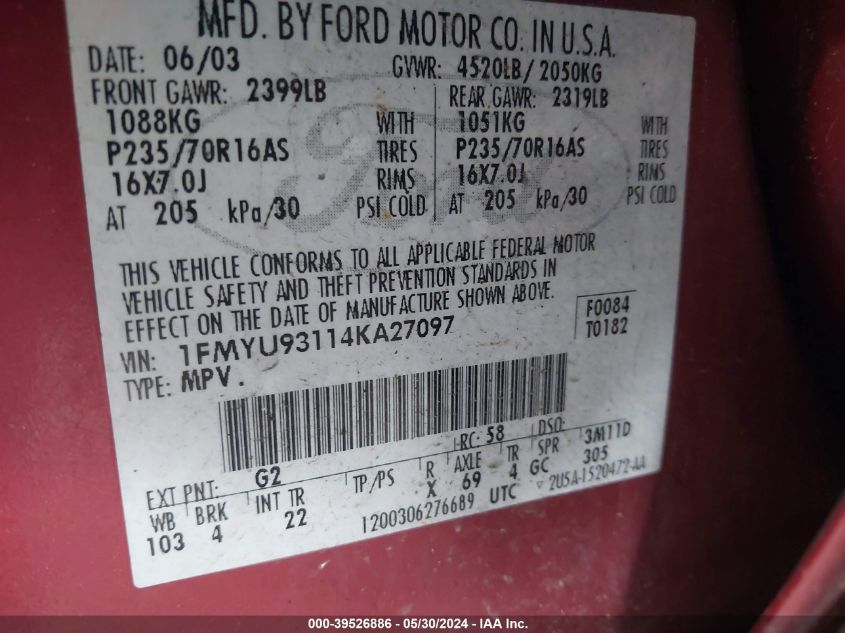 MFD. BY FORD MOTOR CO. IN U.S.A.
DATE: 06/03 GVWR: 4520LB/ 2050KG
FRONT GAWR: 2399LB REAR GAWR: 2319LB
1088KG WITH 1051KG WITH
P235/70R16AS TIRES P235/70R16AS TIRES
16X7.0J RIMS 16X7.0J RIMS
AT 205 kPa/30 PSI COLD AT 205 kPa/30 PSI COLD
Ford
THIS VEHICLE CONFORMS TO ALL APPLICABLE FEDERAL MOTOR
VEHICLE SAFETY AND THEFT PREVENTION STANDARDS IN
EFFECT ON THE DATE OF MANUFACTURE SHOWN ABOVE.
F0084
T0182
VIN: 1FMYU93114KA27097
TYPE: MPV.
EXT PNT: G2 RC: 58 DSO:
WB BRK INT TR TP/PS R AXLE TR SPR 3M11D
103 4 22 X 69 4 GC 305
1200306276689 UTC ▽ 2U5A-1520472-AA
000-39526886 - 05/30/2024 - IAA Inc.